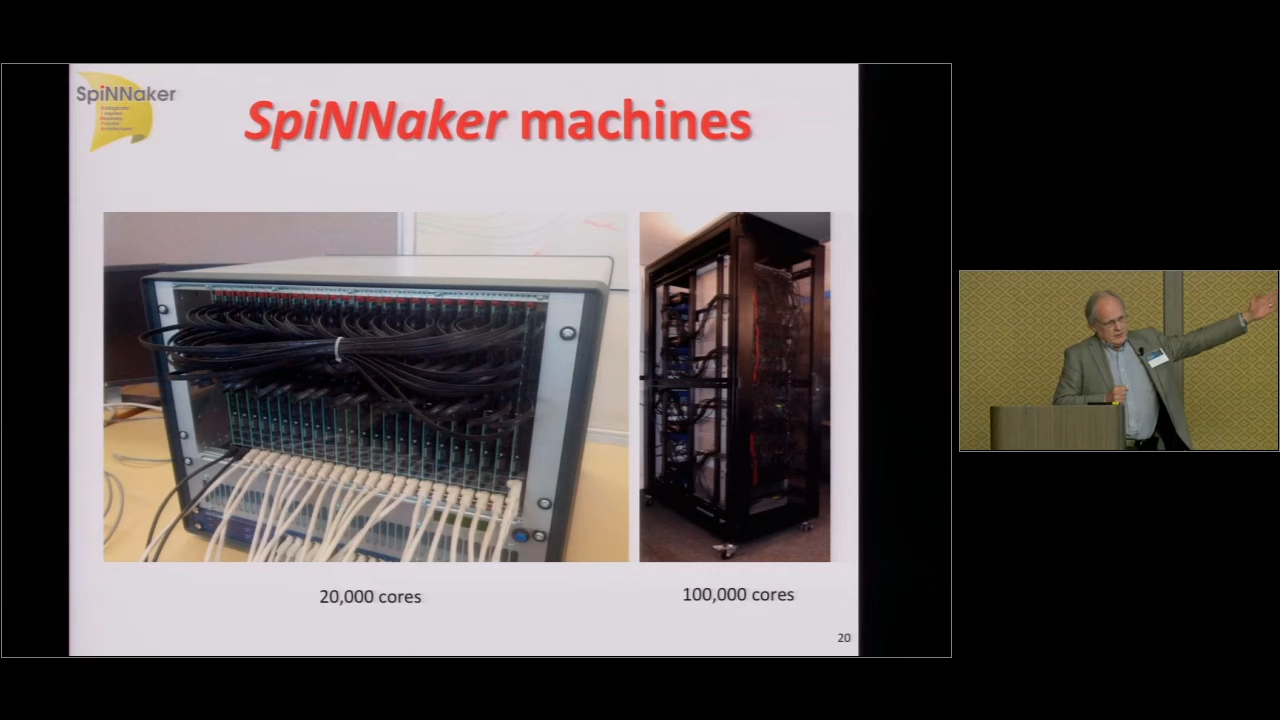 SpiNNaker
SpiNNaker machines
20,000 cores
100,000 cores
20